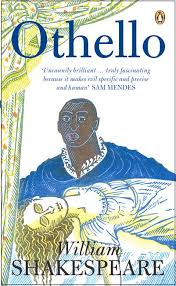 Othello
'Uncannily brilliant ... truly fascinating
because it makes evil specific and precise
and human' SAM MENDES
William
SHAKESPEARE